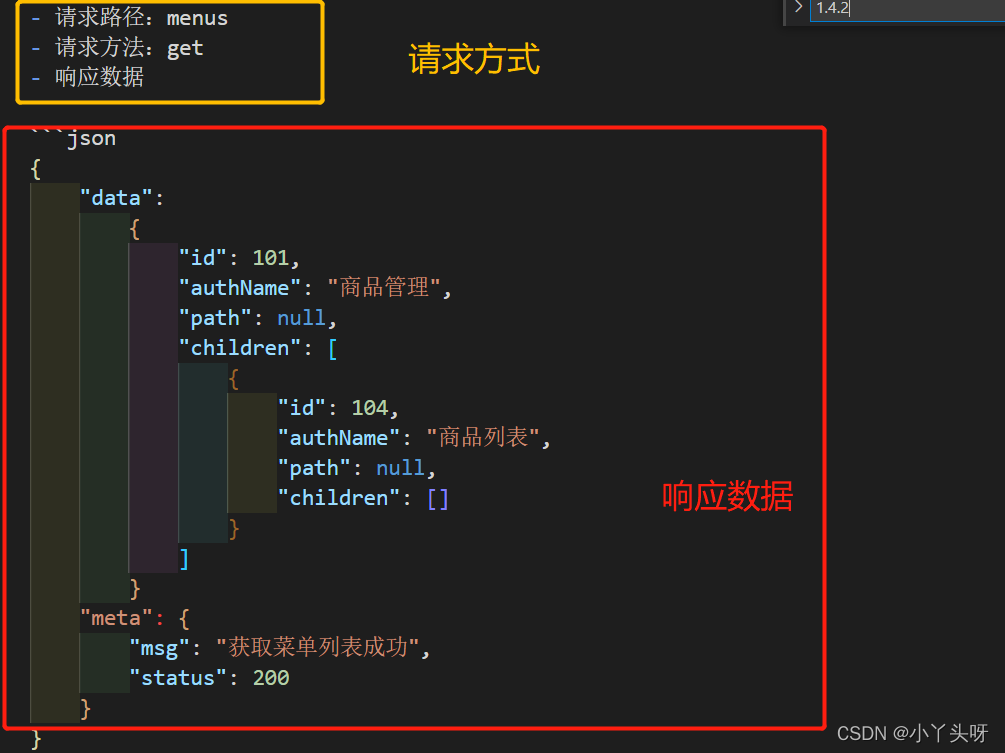 - 请求路径：menus
- 请求方法：get
- 响应数据
请求方式
1.4.2
```json
{
"data":
{
"id": 101,
"authName": "商品管理",
"path": null,
"children": [
{
"id": 104,
"authName": "商品列表",
"path": null,
"children": []
}
]
}
"meta": {
"msg": "获取菜单列表成功",
"status": 200
}
}
响应数据
CSDN @小丫头呀